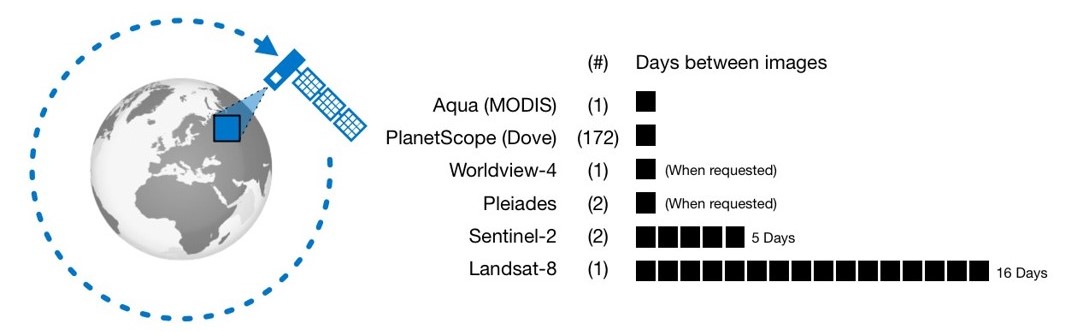 (#) Days between images
Aqua (MODIS) (1)
PlanetScope (Dove) (172)
Worldview-4 (1) (When requested)
Pleiades (2) (When requested)
Sentinel-2 (2) 5 Days
Landsat-8 (1) 16 Days